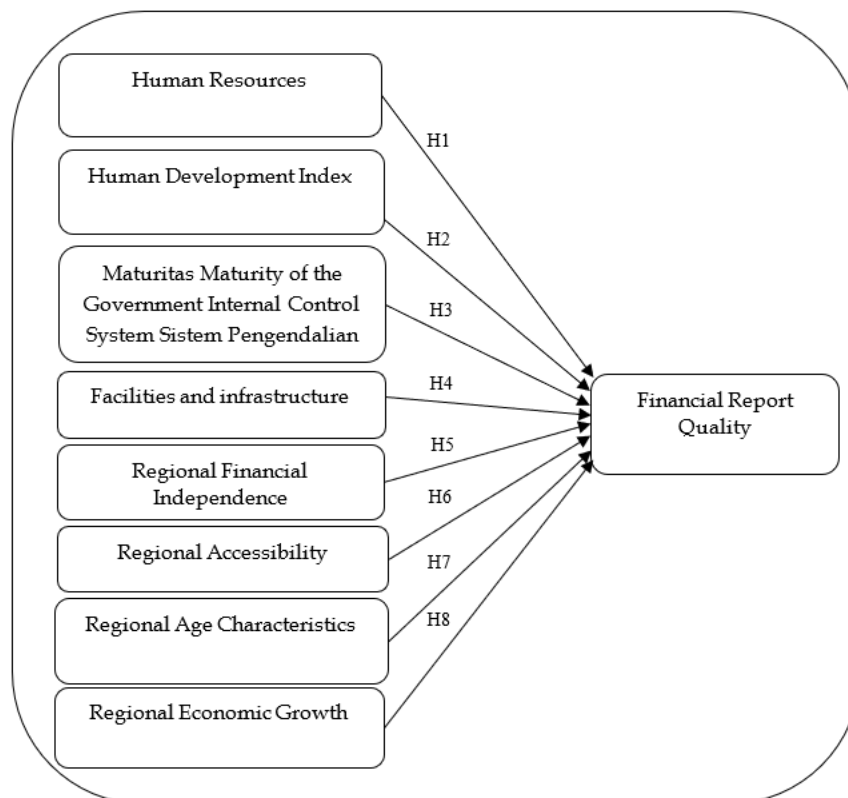 Human Resources
H1
Human Development Index
H2
Maturitas Maturity of the
Government Internal Control
System Sistem Pengendalian
H3
Facilities and infrastructure
H4
Regional Financial
Independence
H5
Regional Accessibility
H6
Regional Age Characteristics
H7
Regional Economic Growth
H8
Financial Report
Quality